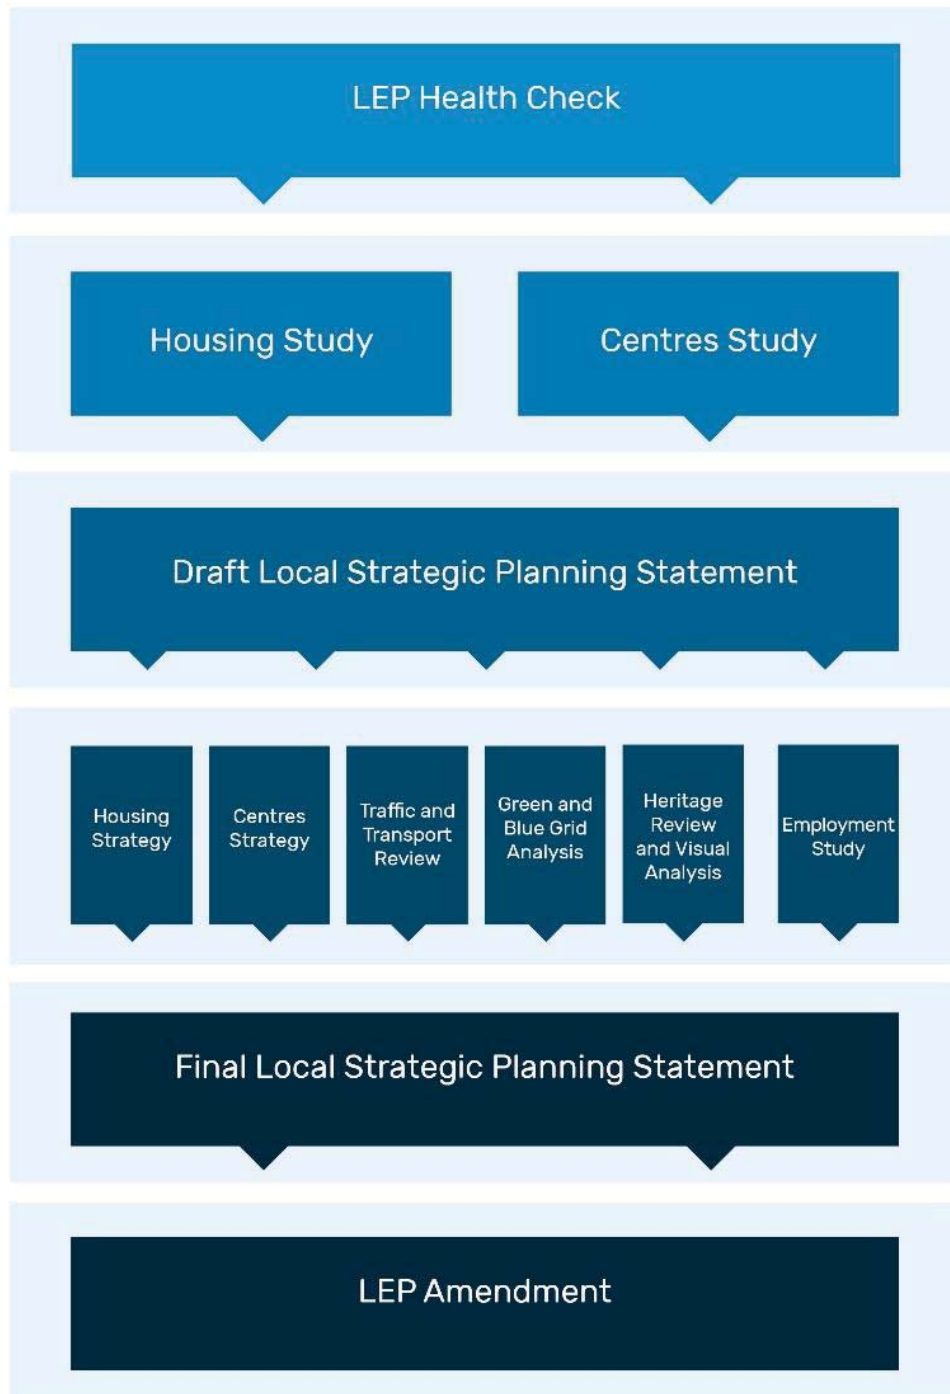 LEP Health Check
Housing Study
Centres Study
Draft Local Strategic Planning Statement
Housing
Strategy
Centres
Strategy
Traffic and
Transport
Review
Green and
Blue Grid
Analysis
Heritage
Review
and Visual
Analysis
Employment
Study
Final Local Strategic Planning Statement
LEP Amendment